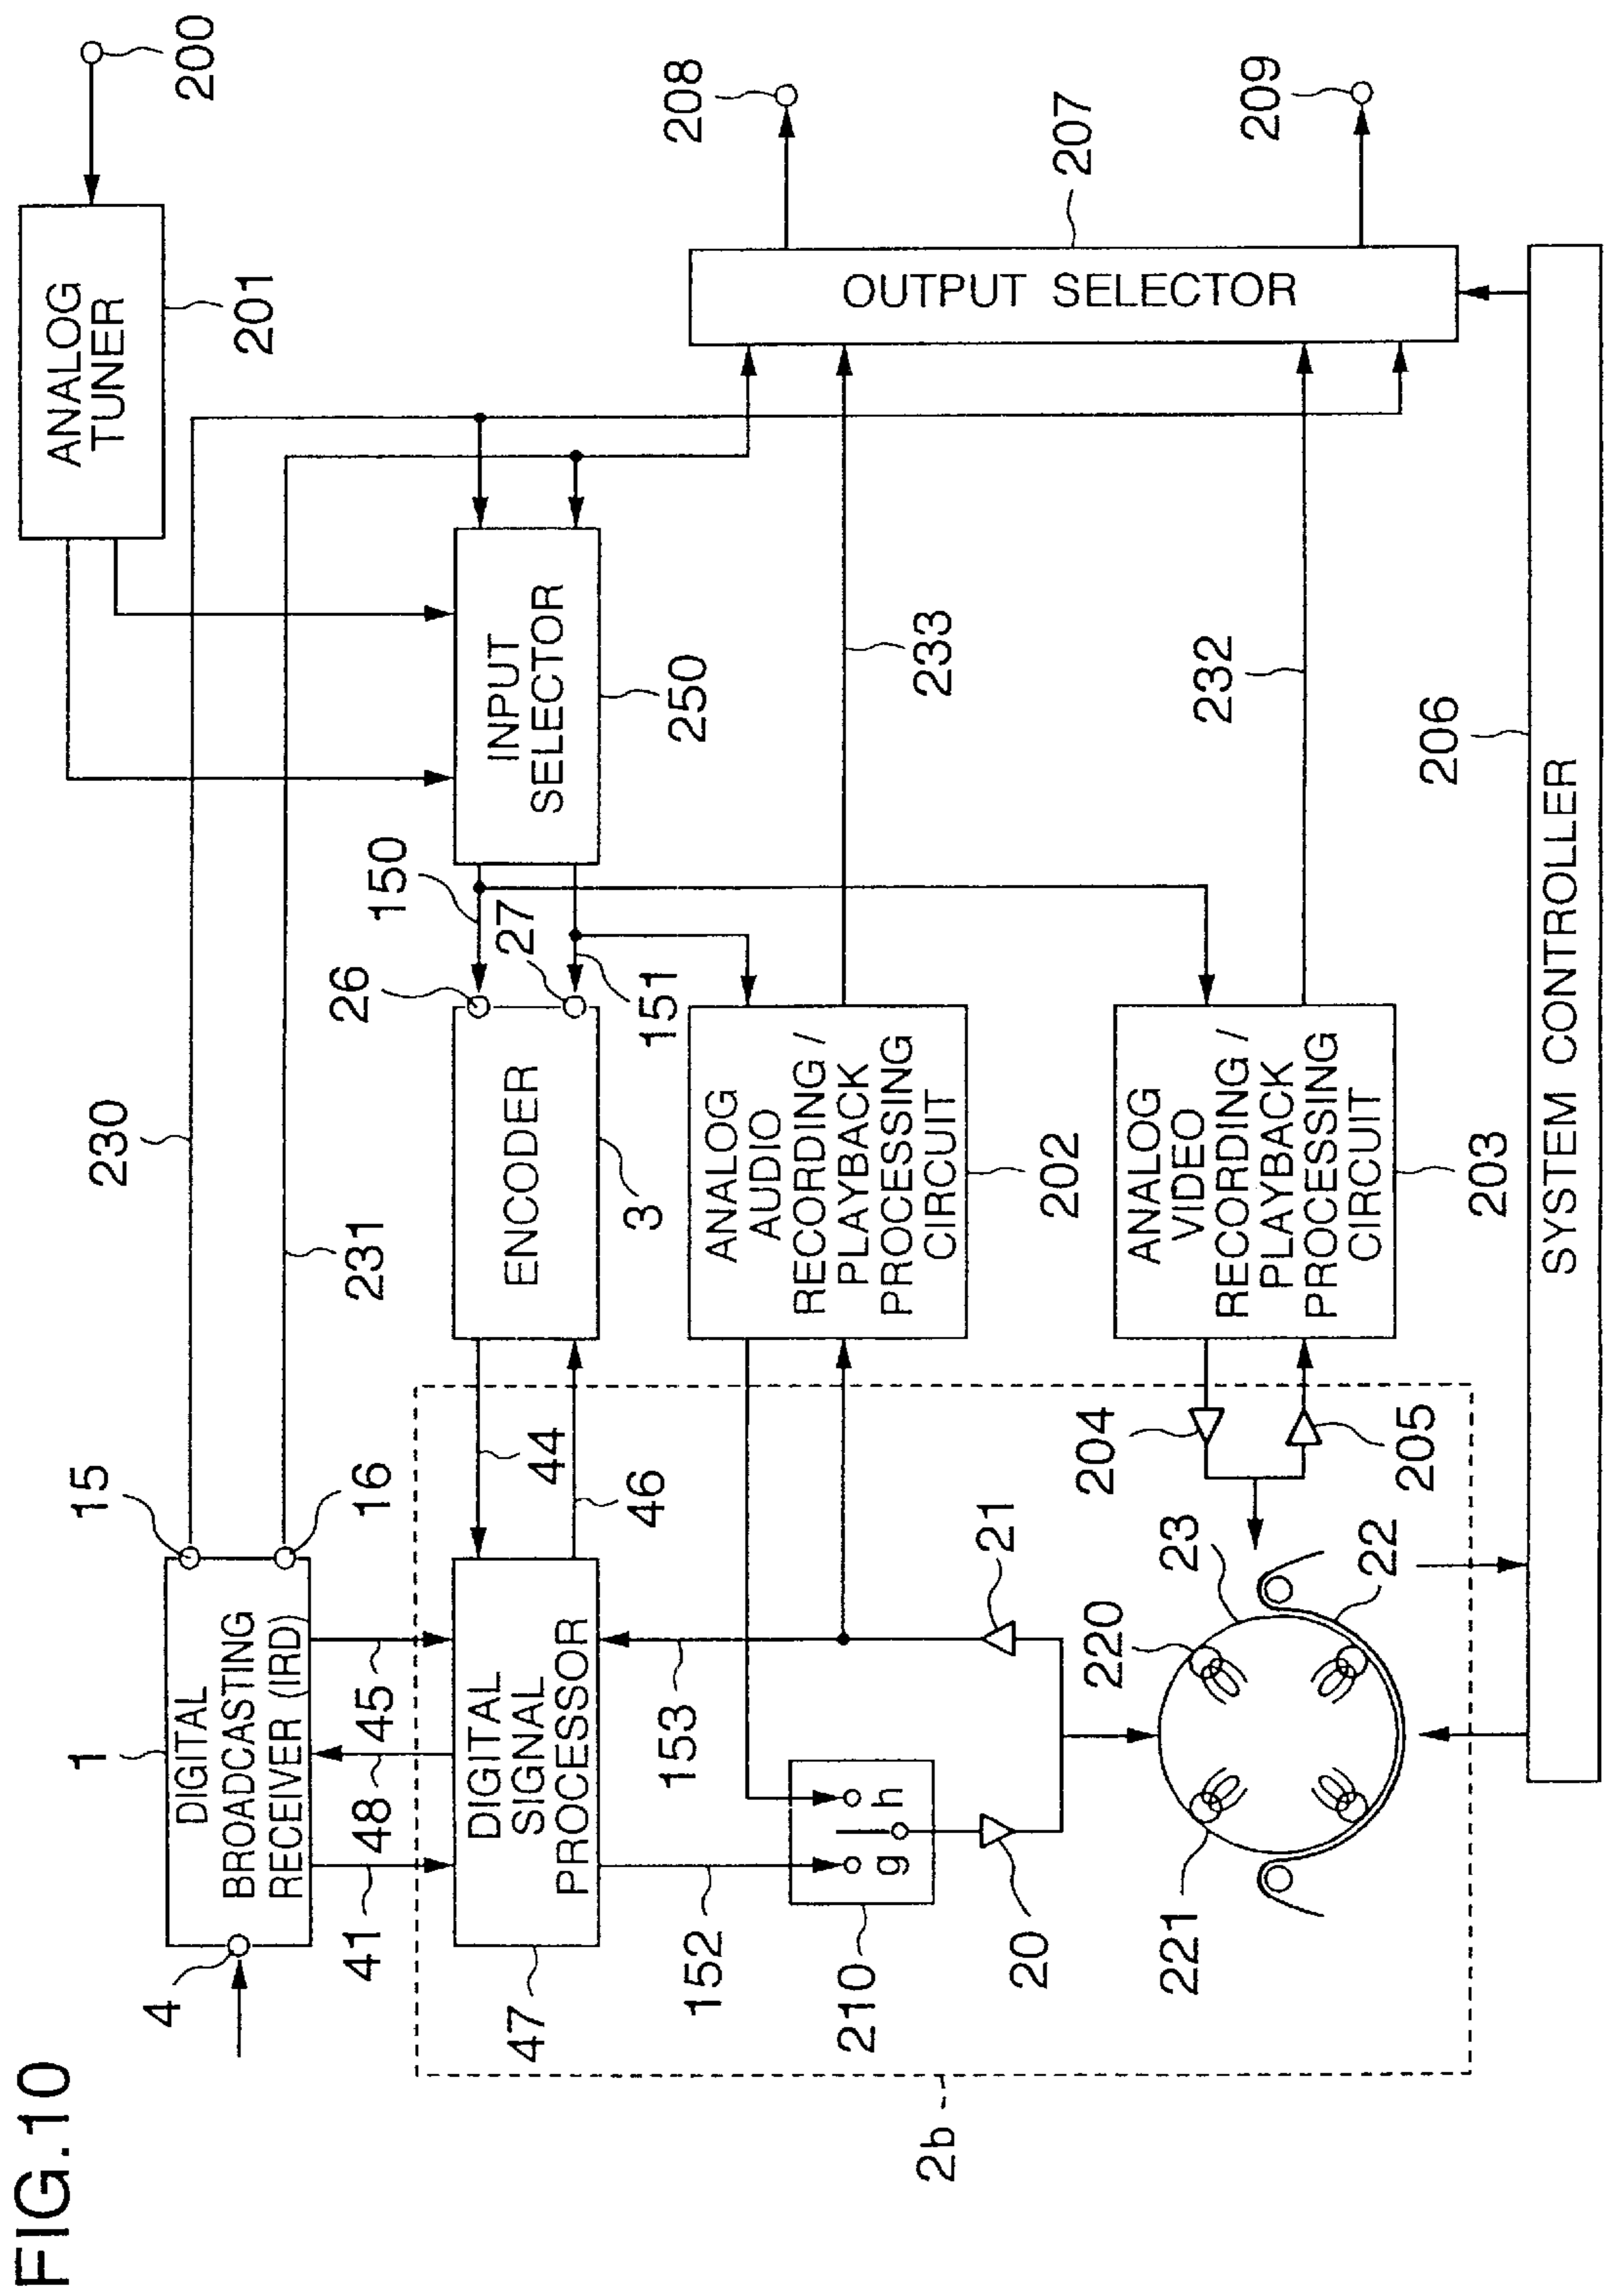 FIG.10
4
1
15
230
DIGITAL
BROADCASTING
RECEIVER (IRD)
16
231
ANALOG
TUNER
200
201
41
48
45
47
DIGITAL
SIGNAL
PROCESSOR
44
46
ENCODER
3
26
27
150
151
INPUT
SELECTOR
250
152
153
210
g
h
20
21
ANALOG
AUDIO
RECORDING /
PLAYBACK
PROCESSING
CIRCUIT
202
233
208
207
OUTPUT SELECTOR
209
2b
221
220
23
22
204
205
ANALOG
VIDEO
RECORDING /
PLAYBACK
PROCESSING
CIRCUIT
203
232
206
SYSTEM CONTROLLER